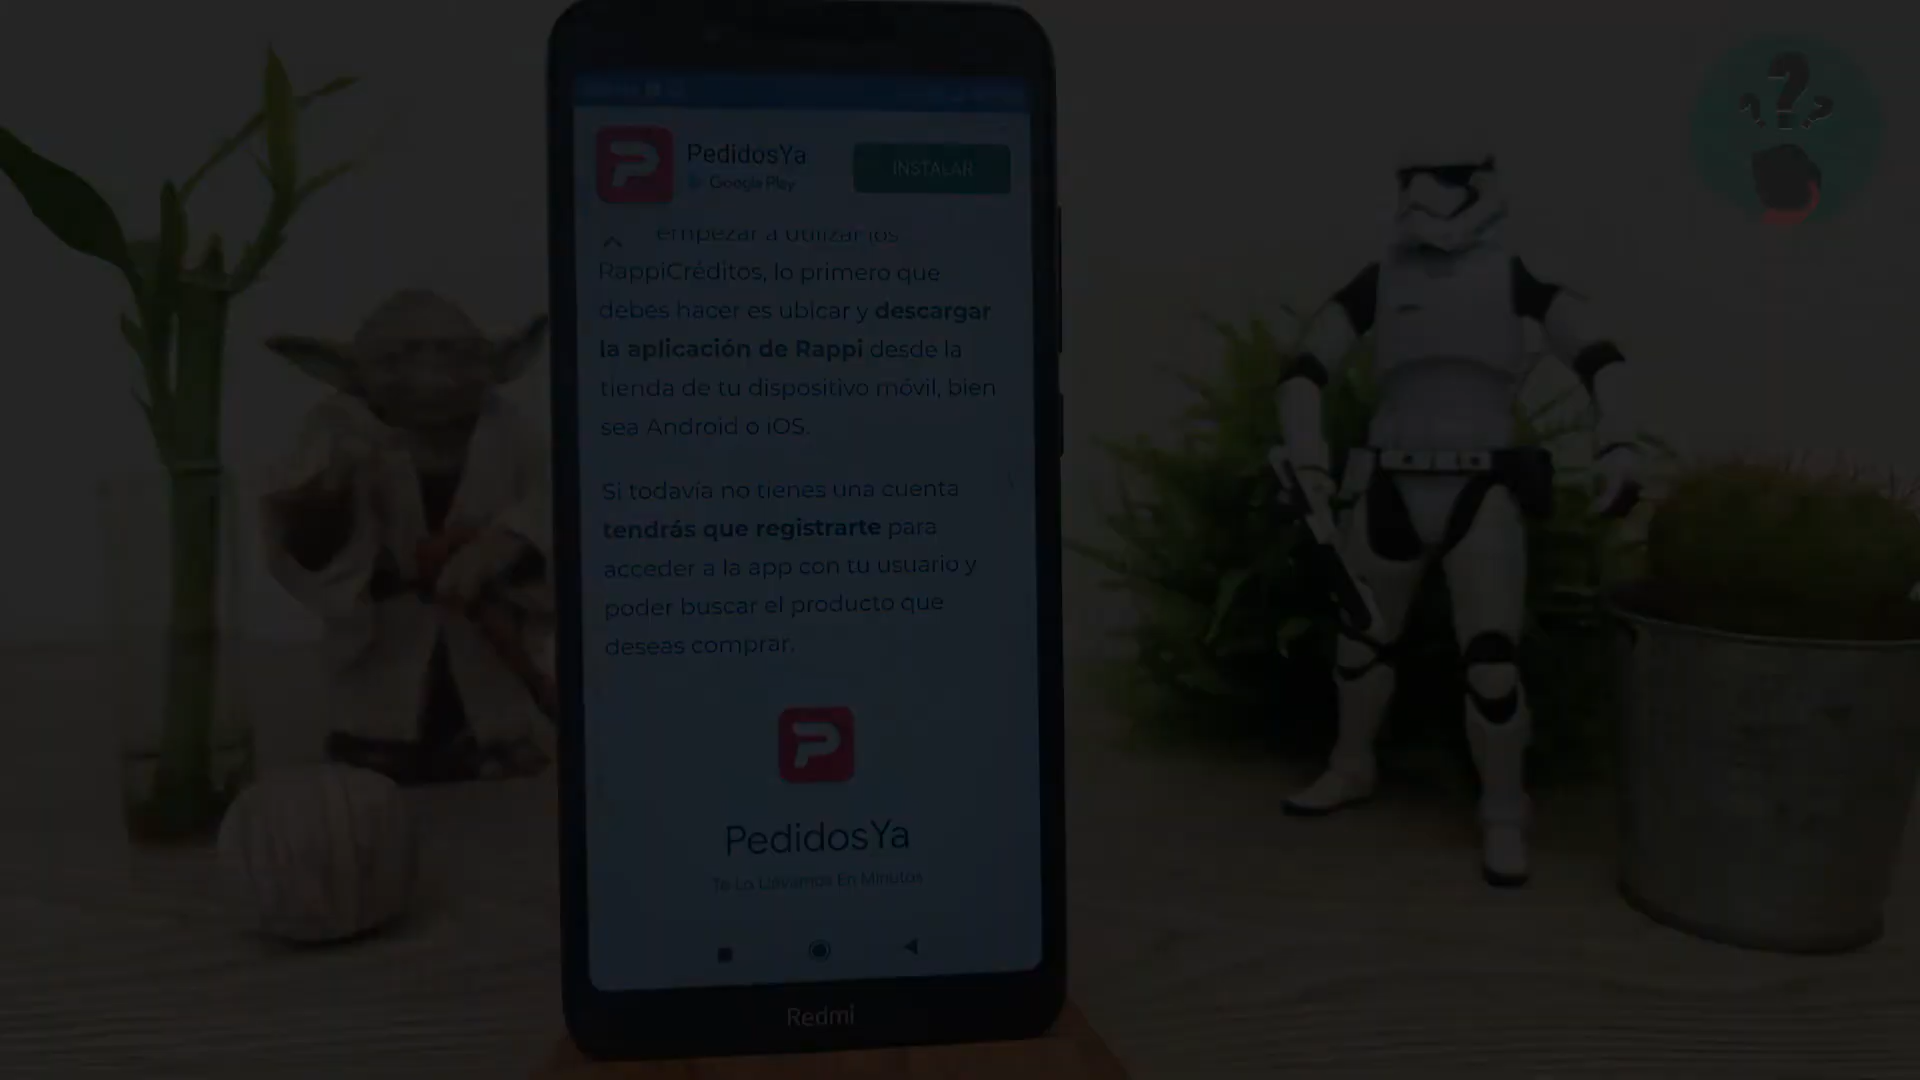 PedidosYa
Google Play
INSTALAR
empezar a utilizar los
RappiCréditos, lo primero que
debes hacer es ubicar y descargar
la aplicación de Rappi desde la
tienda de tu dispositivo móvil, bien
sea Android o iOS.
Si todavía no tienes una cuenta
tendrás que registrarte para
acceder a la app con tu usuario y
poder buscar el producto que
deseas comprar.
PedidosYa
Te Lo Llevamos En Minutos
Redmi